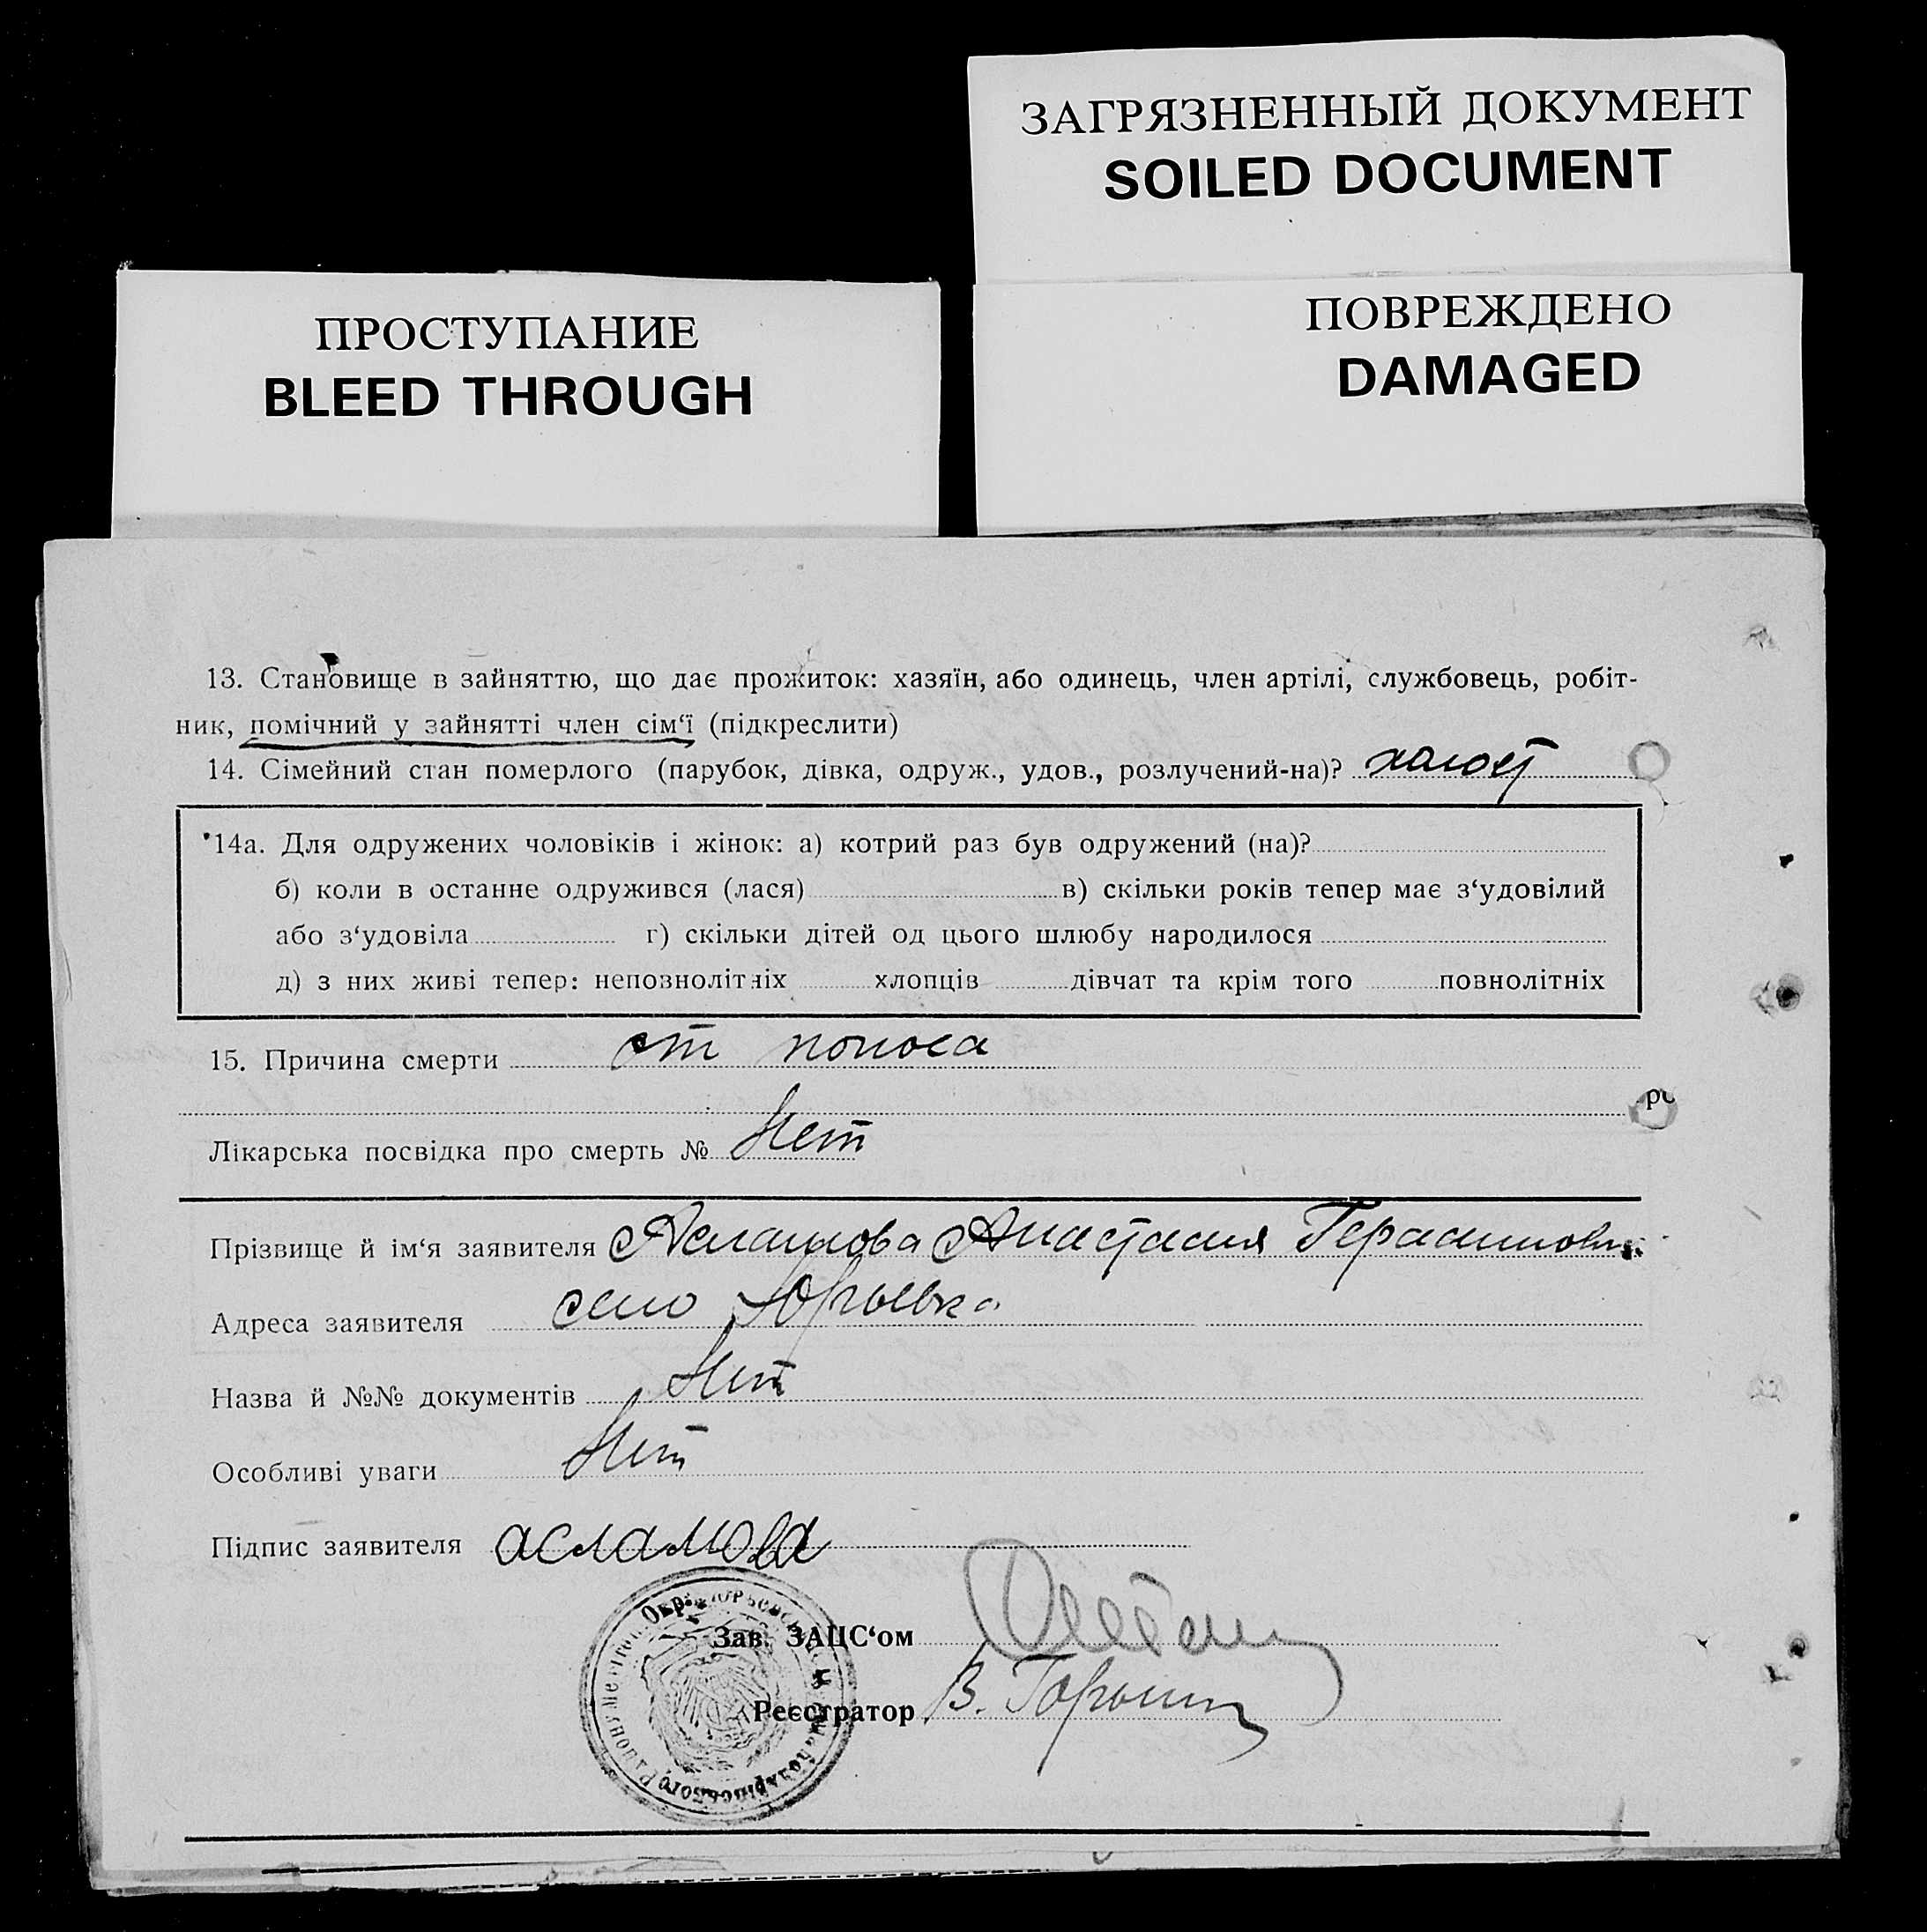 ЗАГРЯЗНЕННЫЙ ДОКУМЕНТ
SOILED DOCUMENT
ПРОСТУПАНИЕ
BLEED THROUGH
ПОВРЕЖДЕНО
DAMAGED
13. Становище в зайняттю, що дає прожиток: хазяїн, або одинець, член артілі, службовець, робіт-
ник, помічний у зайнятті член сім‘ї (підкреслити)
14. Сімейний стан померлого (парубок, дівка, одруж., удов., розлучений-на)? холост
14а. Для одружених чоловіків і жінок: а) котрий раз був одружений (на)?
б) коли в останне одружився (лася) в) скільки років тепер має з‘удовілий
або з‘удовіла г) скільки дітей од цього шлюбу народилося
д) з них живі тепер: неповнолітніх хлопців дівчат та крім того повнолітніх
15. Причина смерти от поноса
Лікарська посвідка про смерть № Нет
Прізвище й ім‘я заявителя Асламова Анастасия Герасимовна
Адреса заявителя село Юрьевка
Назва й №№ документів Нет
Особливі уваги Нет
Підпис заявителя асламова
Зав. ЗАЦС‘ом
Реєстратор В.